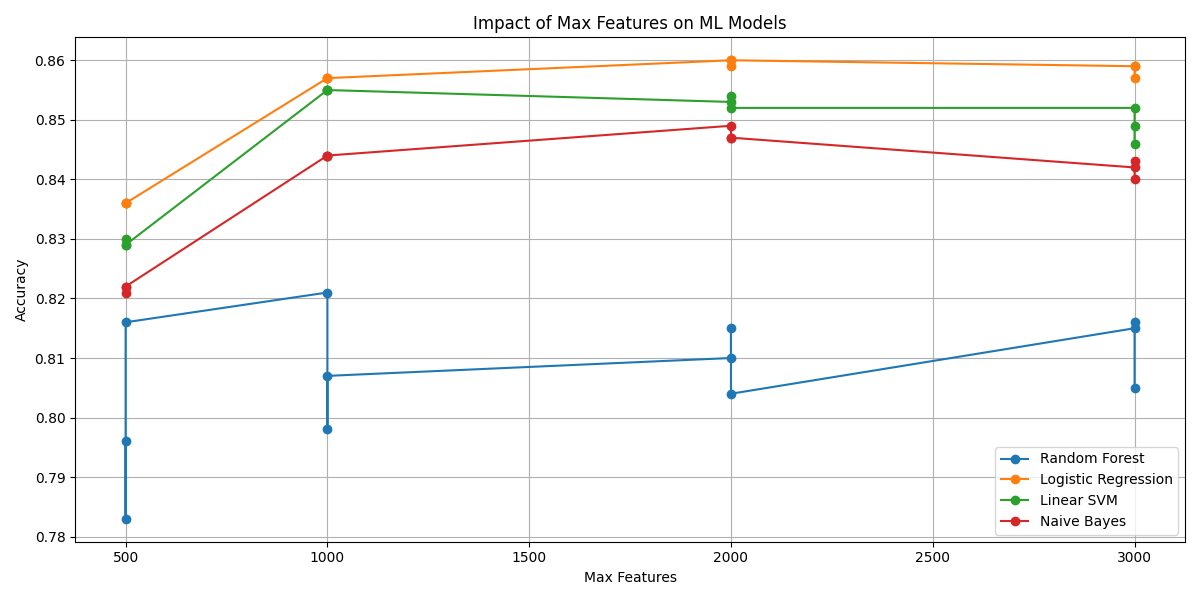 Impact of Max Features on ML Models
Accuracy
0.86
0.85
0.84
0.83
0.82
0.81
0.80
0.79
0.78
500
1000
1500
2000
2500
3000
Max Features
Random Forest
Logistic Regression
Linear SVM
Naive Bayes